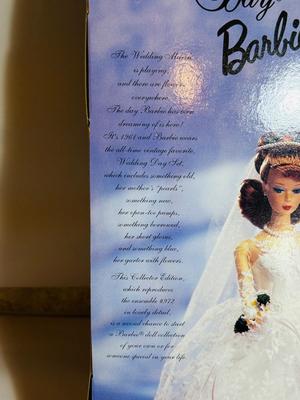 Day
Barbie
The Wedding March
is playing,
and there are flowers
everywhere.
The day Barbie has been
dreaming of is here!
It's 1961 and Barbie wears
the all-time vintage favorite,
Wedding Day Set,
which includes something old,
her mother's "pearls",
something new,
her open-toe pumps,
something borrowed,
her short gloves,
and something blue,
her garter with flowers.
This Collector Edition,
which reproduces
the ensemble #972
in lovely detail,
is a second chance to start
a Barbie® doll collection
of your own or for
someone special in your life.